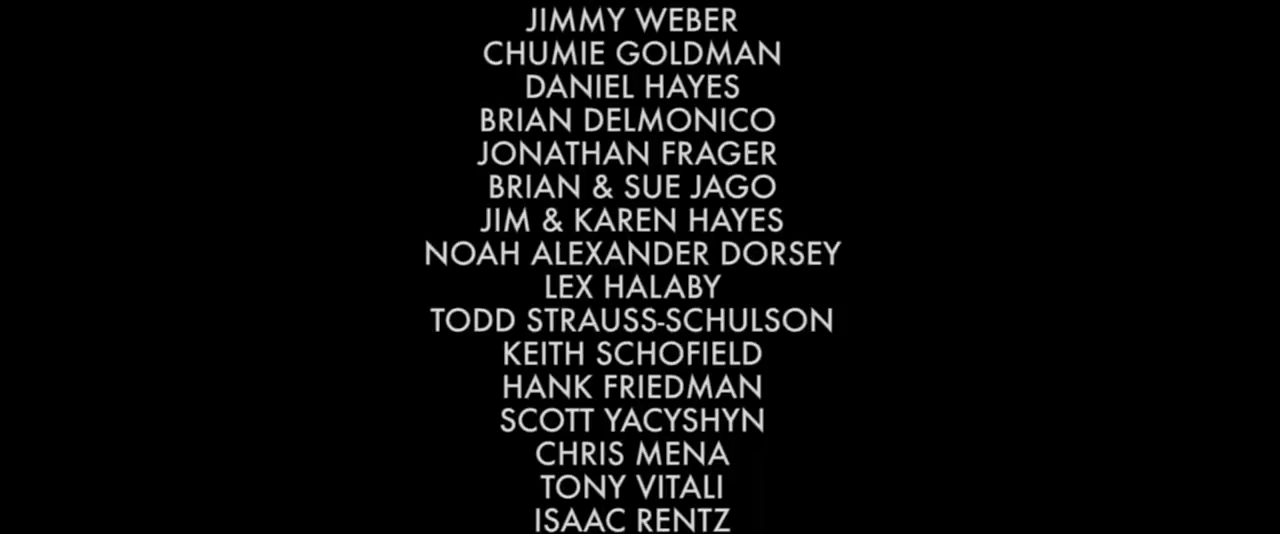 JIMMY WEBER
CHUMIE GOLDMAN
DANIEL HAYES
BRIAN DELMONICO
JONATHAN FRAGER
BRIAN & SUE JAGO
JIM & KAREN HAYES
NOAH ALEXANDER DORSEY
LEX HALABY
TODD STRAUSS-SCHULSON
KEITH SCHOFIELD
HANK FRIEDMAN
SCOTT YACYSHYN
CHRIS MENA
TONY VITALI
ISAAC RENTZ